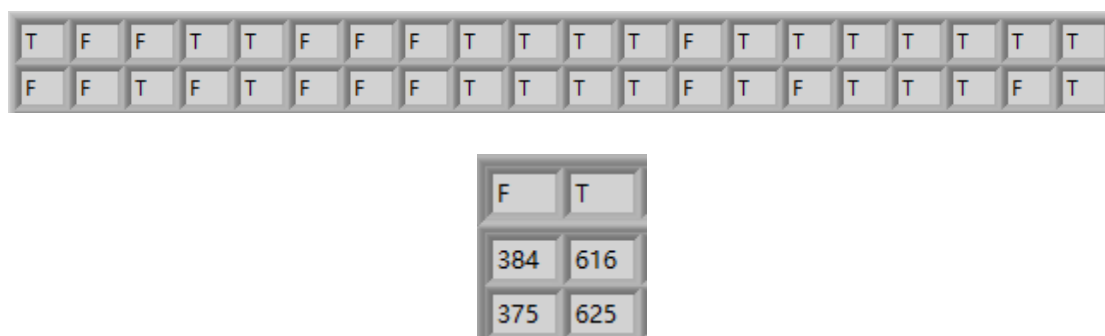 T F F T T F F F T T T T F T T T T T T T
F F T F T F F F T T T T F T F T T T F T
F T
384 616
375 625